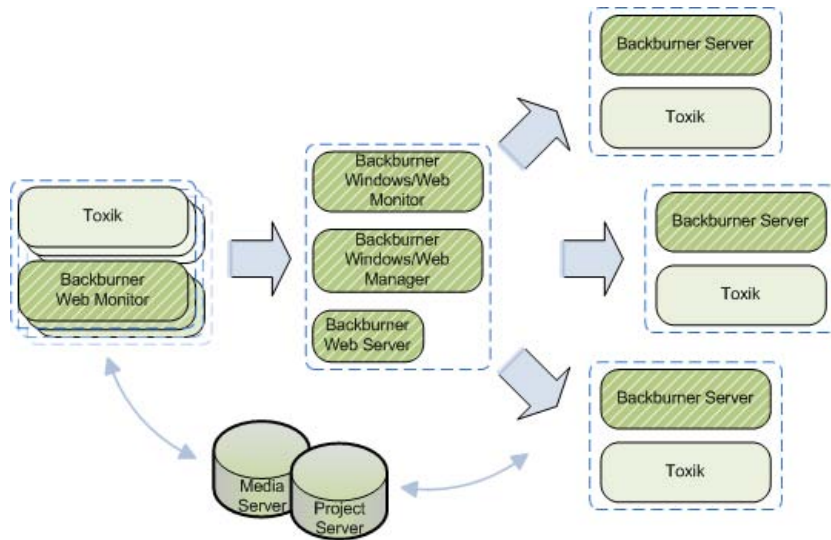 Toxik
Backburner
Web Monitor
Backburner
Windows/Web
Monitor
Backburner
Windows/Web
Manager
Backburner
Web Server
Backburner Server
Toxik
Backburner Server
Toxik
Backburner Server
Toxik
Media
Server
Project
Server